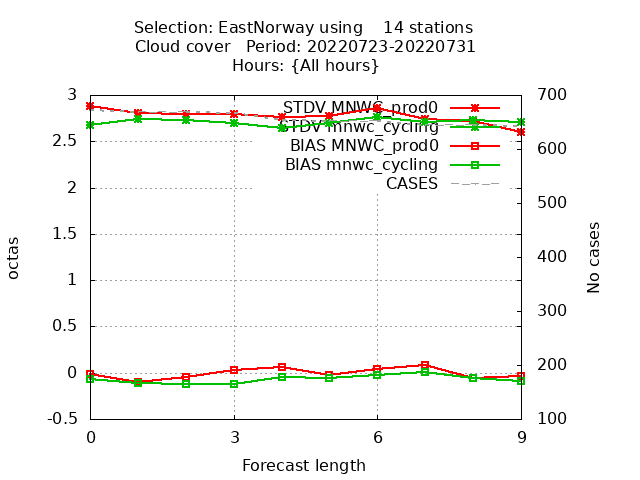 Selection: EastNorway using    14 stations
Cloud cover   Period: 20220723-20220731
Hours: {All hours}
3
2.5
2
1.5
1
0.5
0
-0.5
octas
700
600
500
400
300
200
100
No cases
STDV MNWC_prod0
STDV mnwc_cycling
BIAS MNWC_prod0
BIAS mnwc_cycling
CASES
0 3 6 9
Forecast length